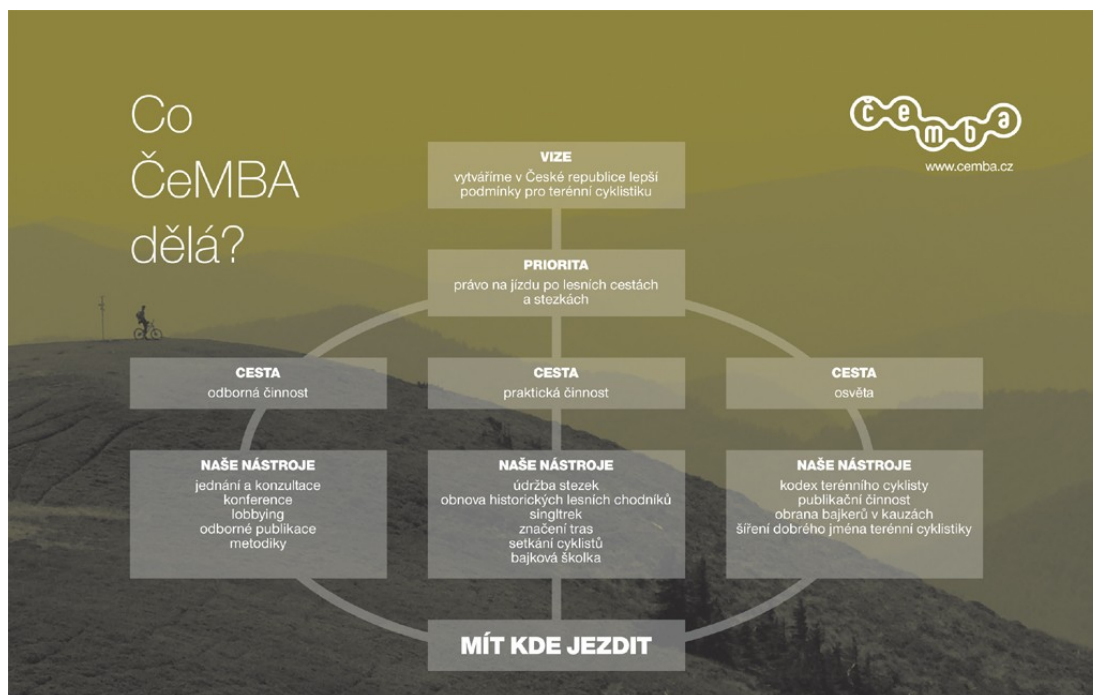 Co
ČeMBA
dělá?
čemba
www.cemba.cz
VIZE
vytváříme v České republice lepší
podmínky pro terénní cyklistiku
PRIORITA
právo na jízdu po lesních cestách
a stezkách
CESTA
odborná činnost
CESTA
praktická činnost
CESTA
osvěta
NAŠE NÁSTROJE
jednání a konzultace
konference
lobbying
odborné publikace
metodiky
NAŠE NÁSTROJE
údržba stezek
obnova historických lesních chodníků
singltrek
značení tras
setkání cyklistů
bajková školka
NAŠE NÁSTROJE
kodex terénního cyklisty
publikační činnost
obrana bajkerů v kauzách
šíření dobrého jména terénní cyklistiky
MÍT KDE JEZDIT